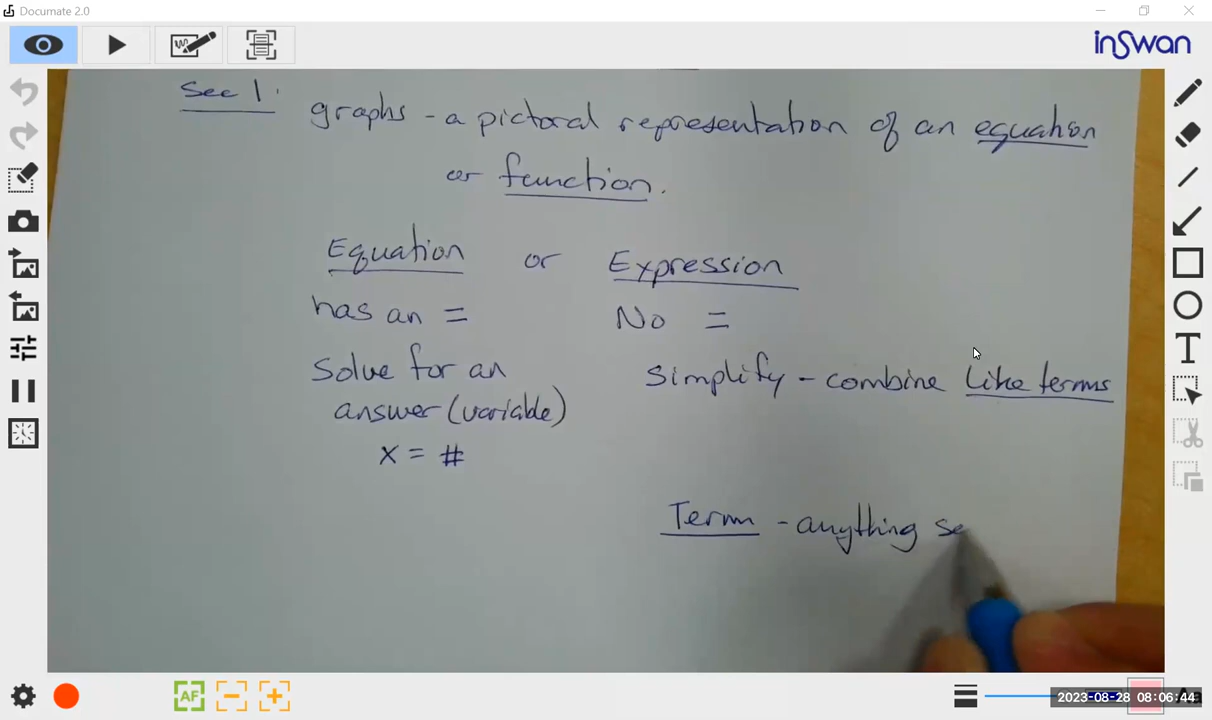 Documate 2.0
inSwan
Sec 1.
graphs - a pictoral representation of an equation
or function.
Equation or Expression
has an = No =
Solve for an
answer (variable)
Simplify - combine like terms
x = #
Term - anything se
AF
2023-08-28 08:06:44